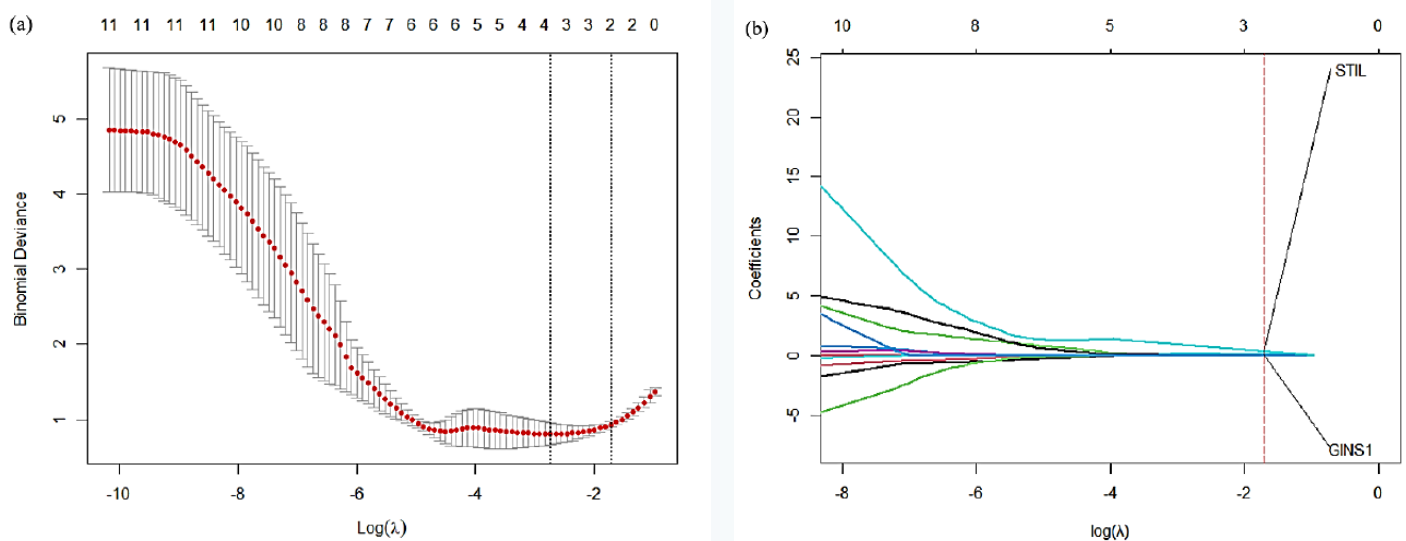 (a)
11 11 11 11 10 10 8 8 8 7 7 6 6 5 5 4 4 3 3 2 2 0
5
4
3
2
1
Binomial Deviance
-10 -8 -6 -4 -2
Log(λ)
(b)
10 8 5 3 0
25
20
15
10
5
0
-5
Coefficients
STIL
GINS1
-8 -6 -4 -2 0
log(λ)